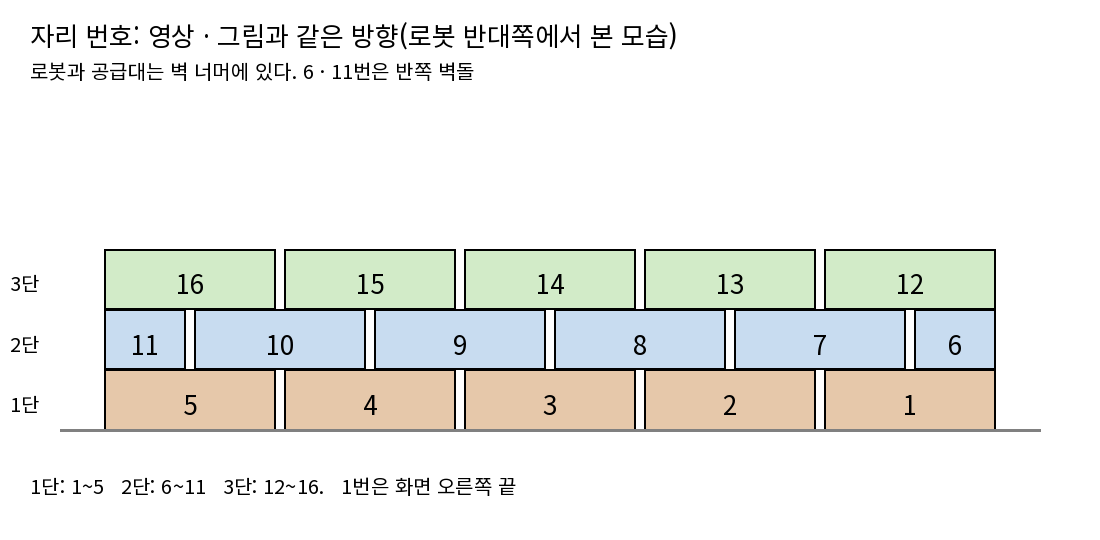 자리 번호: 영상 · 그림과 같은 방향(로봇 반대쪽에서 본 모습)
로봇과 공급대는 벽 너머에 있다. 6 · 11번은 반쪽 벽돌
3단 16 15 14 13 12
2단 11 10 9 8 7 6
1단 5 4 3 2 1
1단: 1~5 2단: 6~11 3단: 12~16. 1번은 화면 오른쪽 끝